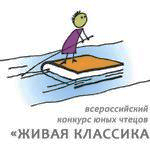 всероссийский
конкурс юных чтецов
«ЖИВАЯ КЛАССИКА